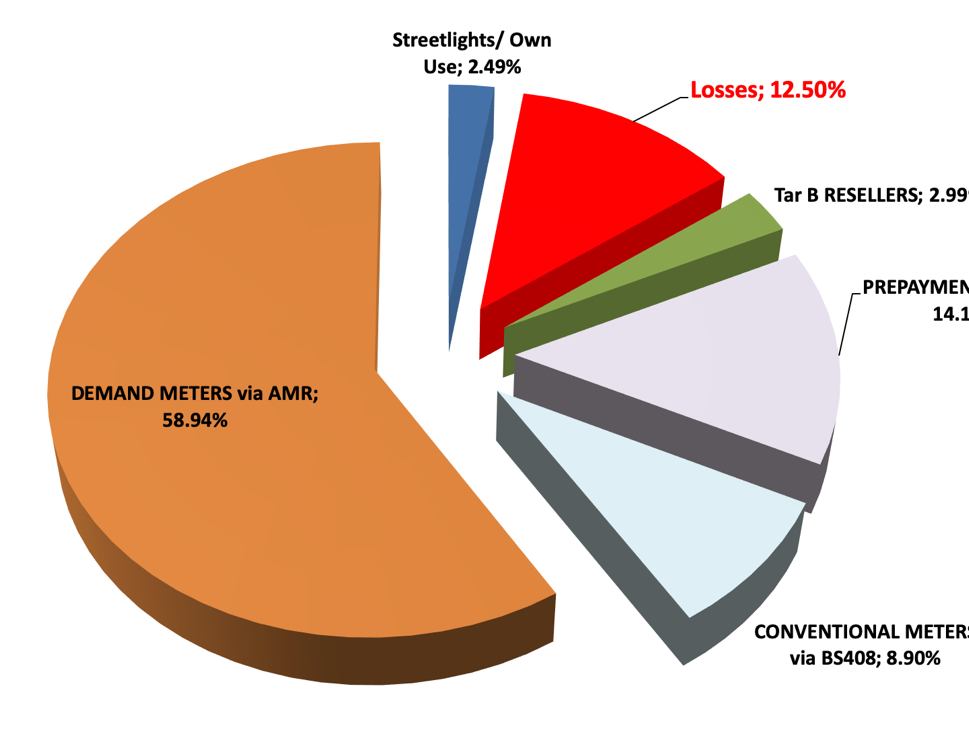 Streetlights/ Own
Use; 2.49%
Losses; 12.50%
Tar B RESELLERS; 2.99
PREPAYMEN
14.1
DEMAND METERS via AMR;
58.94%
CONVENTIONAL METERS
via BS408; 8.90%